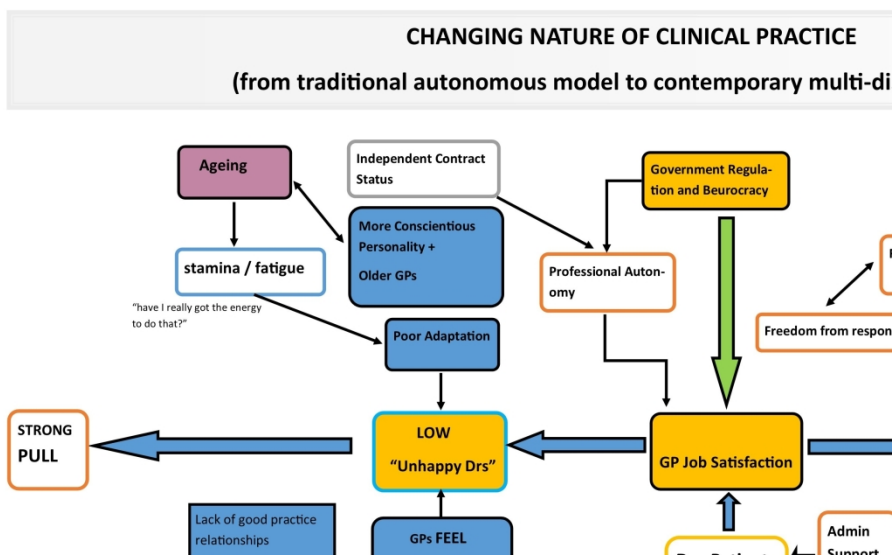 CHANGING NATURE OF CLINICAL PRACTICE
(from traditional autonomous model to contemporary multi-di
Ageing
Independent Contract
Status
Government Regula-
tion and Beurocracy
More Conscientious
Personality +
Older GPs
stamina / fatigue
Professional Auton-
omy
"have I really got the energy
to do that?"
Freedom from respon
Poor Adaptation
STRONG
PULL
LOW
"Unhappy Drs"
GP Job Satisfaction
Lack of good practice
relationships
GPs FEEL
Admin
Support